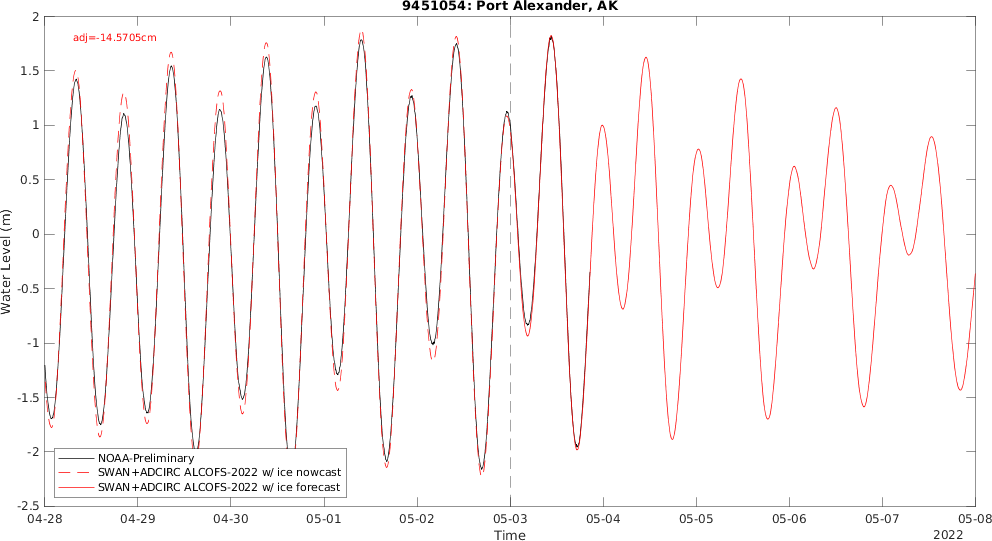 9451054: Port Alexander, AK
adj=-14.5705cm
Water Level (m)
2
1.5
1
0.5
0
-0.5
-1
-1.5
-2
-2.5
NOAA-Preliminary
SWAN+ADCIRC ALCOFS-2022 w/ ice nowcast
SWAN+ADCIRC ALCOFS-2022 w/ ice forecast
04-28 04-29 04-30 05-01 05-02 05-03 05-04 05-05 05-06 05-07 05-08
Time
2022